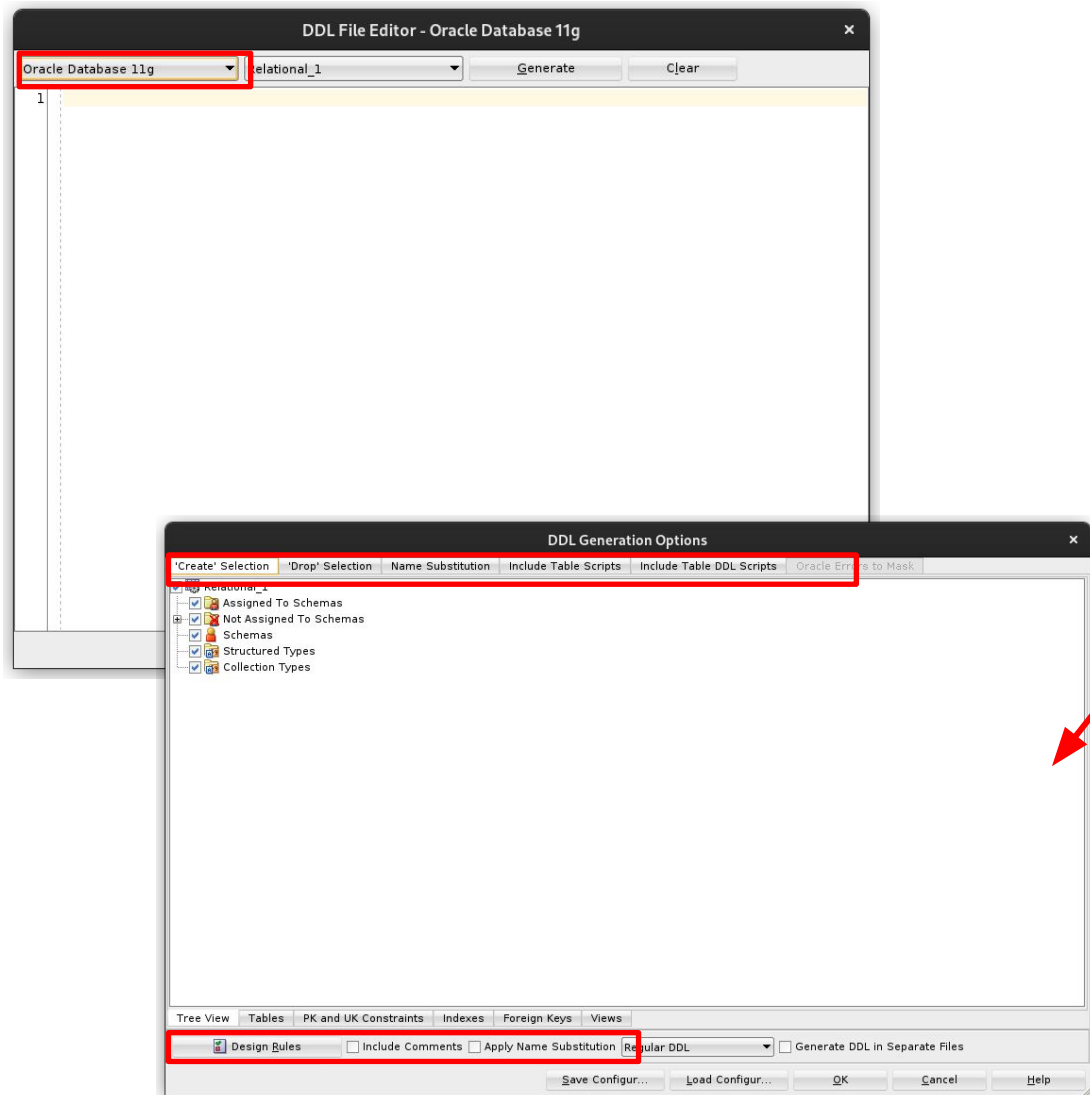 DDL File Editor - Oracle Database 11g ×
Oracle Database 11g Relational_1 Generate Clear
1
DDL Generation Options ×
'Create' Selection 'Drop' Selection Name Substitution Include Table Scripts Include Table DDL Scripts Oracle Errors to Mask
Relational_1
Assigned To Schemas
Not Assigned To Schemas
Schemas
Structured Types
Collection Types
Tree View Tables PK and UK Constraints Indexes Foreign Keys Views
Design Rules Include Comments Apply Name Substitution Regular DDL Generate DDL in Separate Files
Save Configur... Load Configur... OK Cancel Help